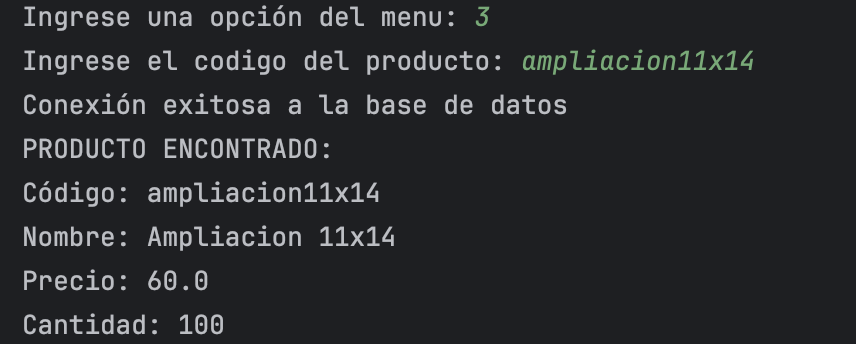 Ingrese una opción del menu: 3
Ingrese el codigo del producto: ampliacion11x14
Conexión exitosa a la base de datos
PRODUCTO ENCONTRADO:
Código: ampliacion11x14
Nombre: Ampliacion 11x14
Precio: 60.0
Cantidad: 100